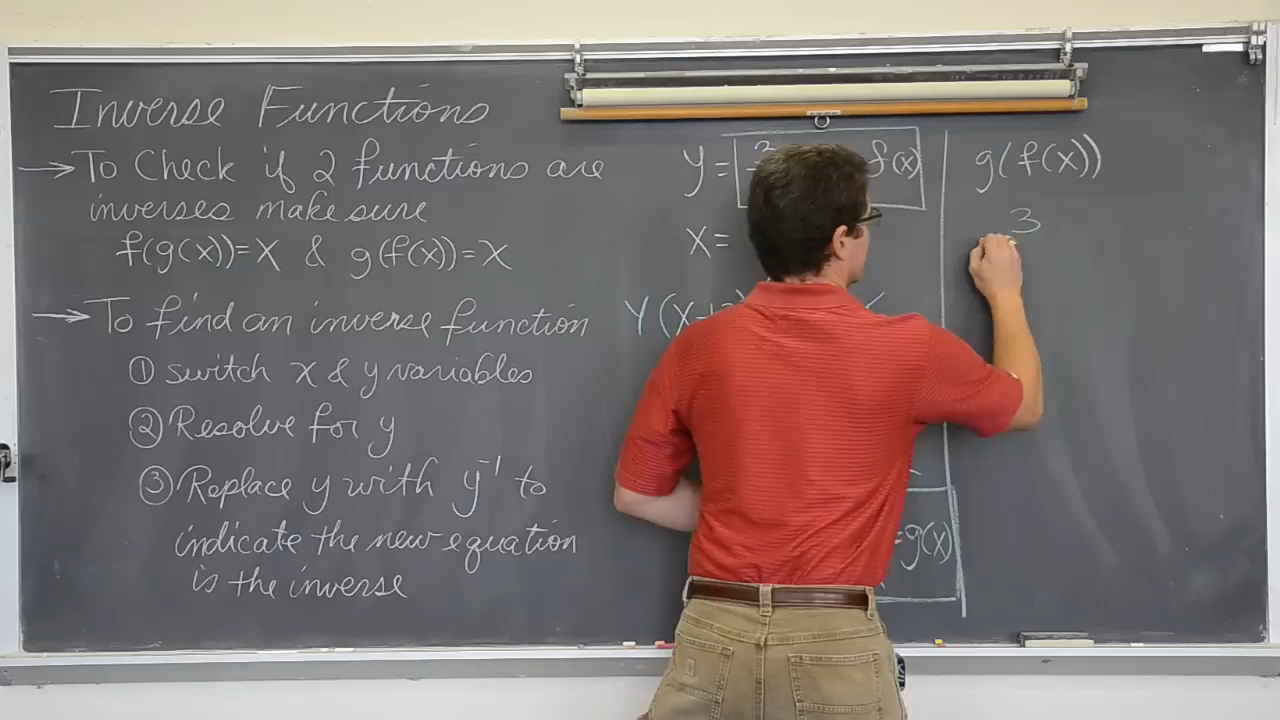 Inverse Functions
→ To Check if 2 functions are
inverses make sure
f(g(x))=X & g(f(x))=X
→ To find an inverse function
① switch x & y variables
② Resolve for y
③ Replace y with y⁻¹ to
indicate the new equation
is the inverse
y = f(x)
x =
Y(X+
=g(x)
g(f(x))
3